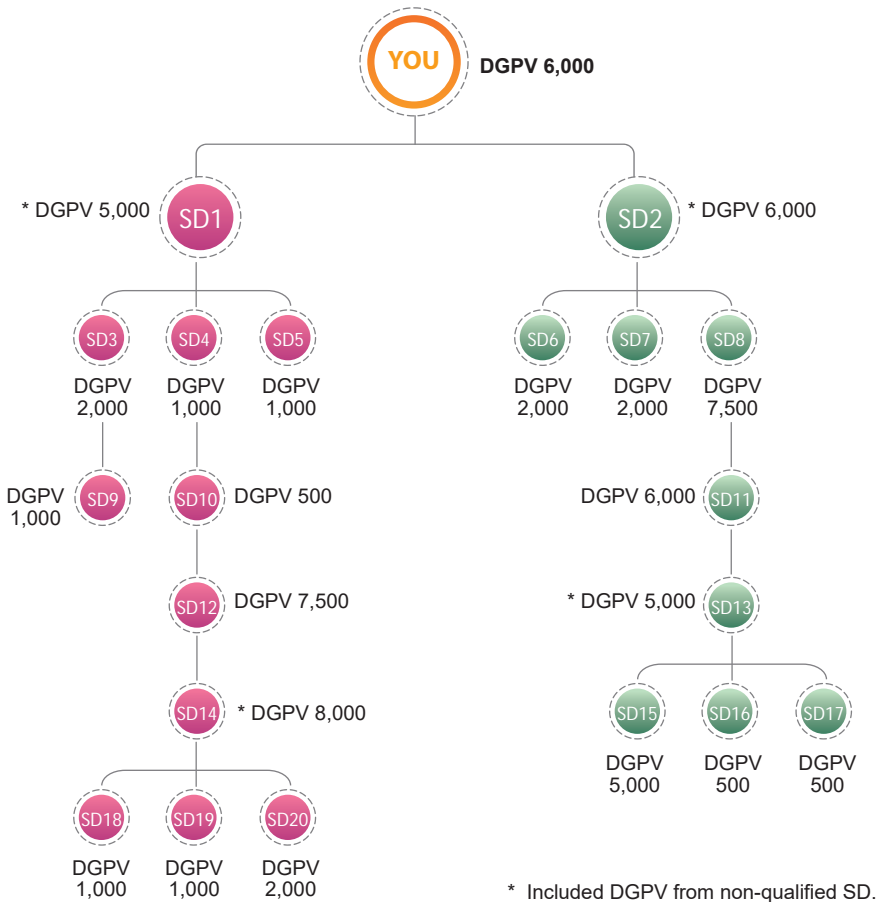 YOU
DGPV 6,000
* DGPV 5,000
SD1
SD2
* DGPV 6,000
SD3
SD4
SD5
SD6
SD7
SD8
DGPV
2,000
DGPV
1,000
DGPV
1,000
DGPV
2,000
DGPV
2,000
DGPV
7,500
DGPV
1,000
SD9
SD10
DGPV 500
DGPV 6,000
SD11
SD12
DGPV 7,500
* DGPV 5,000
SD13
SD14
* DGPV 8,000
SD15
SD16
SD17
DGPV
5,000
DGPV
500
DGPV
500
SD18
SD19
SD20
DGPV
1,000
DGPV
1,000
DGPV
2,000
* Included DGPV from non-qualified SD.